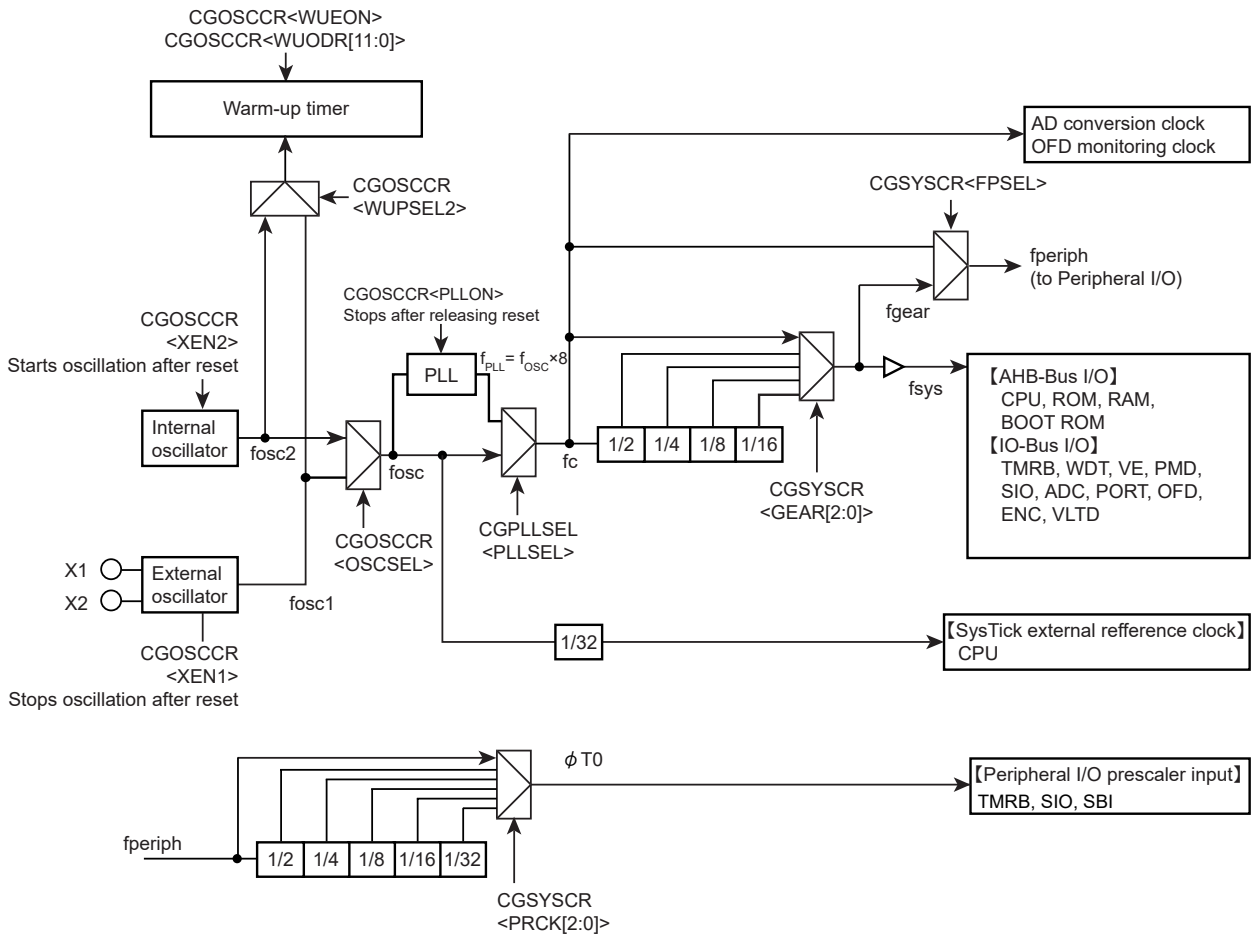 CGOSCCR<WUEON>
CGOSCCR<WUODR[11:0]>
Warm-up timer
CGOSCCR
<WUPSEL2>
AD conversion clock
OFD monitoring clock
CGSYSCR<FPSEL>
fperiph
(to Peripheral I/O)
fgear
CGOSCCR<PLLON>
Stops after releasing reset
CGOSCCR
<XEN2>
Starts oscillation after reset
PLL
fPLL= fOSC×8
fsys
【AHB-Bus I/O】
CPU, ROM, RAM,
BOOT ROM
【IO-Bus I/O】
TMRB, WDT, VE, PMD,
SIO, ADC, PORT, OFD,
ENC, VLTD
Internal
oscillator
fosc2
fosc
fc
1/2
1/4
1/8
1/16
CGSYSCR
<GEAR[2:0]>
CGOSCCR
<OSCSEL>
CGPLLSEL
<PLLSEL>
X1
X2
External
oscillator
fosc1
CGOSCCR
<XEN1>
Stops oscillation after reset
1/32
【SysTick external refference clock】
CPU
ϕT0
【Peripheral I/O prescaler input】
TMRB, SIO, SBI
fperiph
1/2
1/4
1/8
1/16
1/32
CGSYSCR
<PRCK[2:0]>